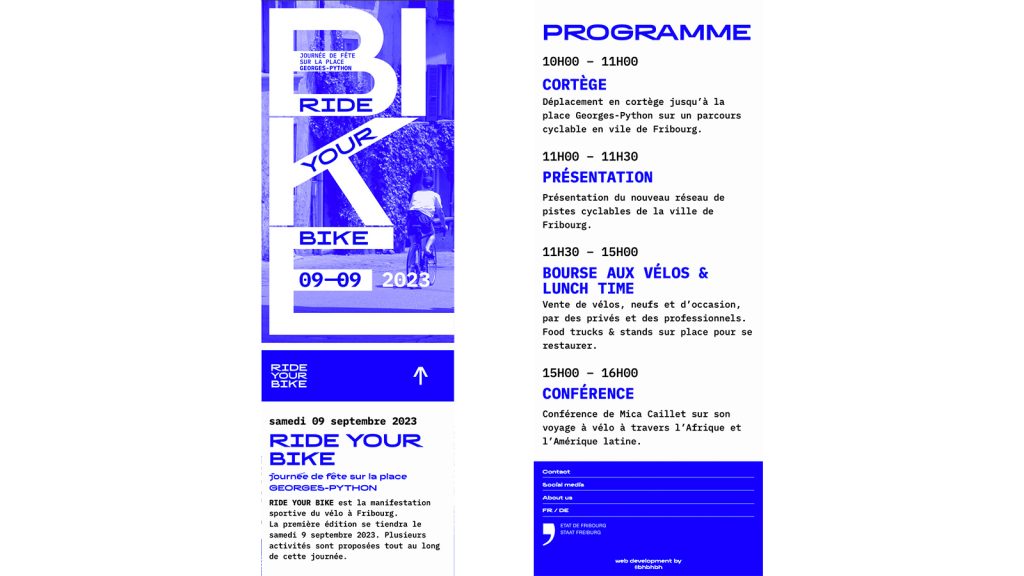 BI
JOURNÉE DE FÊTE
SUR LA PLACE
GEORGES-PYTHON
RIDE
K
YOUR
BIKE
09—09 2023
E
RIDE
YOUR
BIKE
samedi 09 septembre 2023
RIDE YOUR
BIKE
journée de fête sur la place
GEORGES-PYTHON
RIDE YOUR BIKE est la manifestation
sportive du vélo à Fribourg.
La première édition se tiendra le
samedi 9 septembre 2023. Plusieurs
activités sont proposées tout au long
de cette journée.
PROGRAMME
10H00 – 11H00
CORTÈGE
Déplacement en cortège jusqu’à la
place Georges-Python sur un parcours
cyclable en vile de Fribourg.
11H00 – 11H30
PRÉSENTATION
Présentation du nouveau réseau de
pistes cyclables de la ville de
Fribourg.
11H30 – 15H00
BOURSE AUX VÉLOS &
LUNCH TIME
Vente de vélos, neufs et d’occasion,
par des privés et des professionnels.
Food trucks & stands sur place pour se
restaurer.
15H00 – 16H00
CONFÉRENCE
Conférence de Mica Caillet sur son
voyage à vélo à travers l’Afrique et
l’Amérique latine.
Contact
Social media
About us
FR / DE
ETAT DE FRIBOURG
STAAT FREIBURG
web development by
©bhbhbh